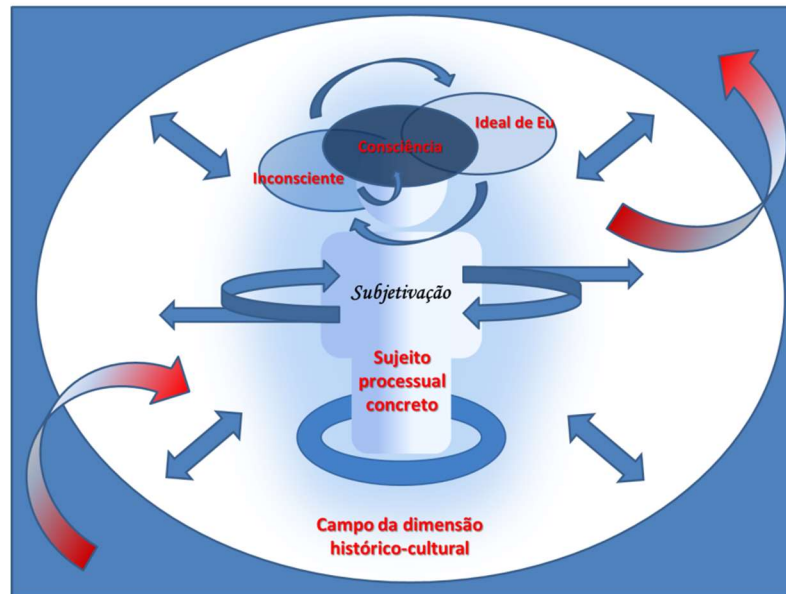 Ideal de Eu
Consciência
Inconsciente
Subjetivação
Sujeito
processual
concreto
Campo da dimensão
histórico-cultural